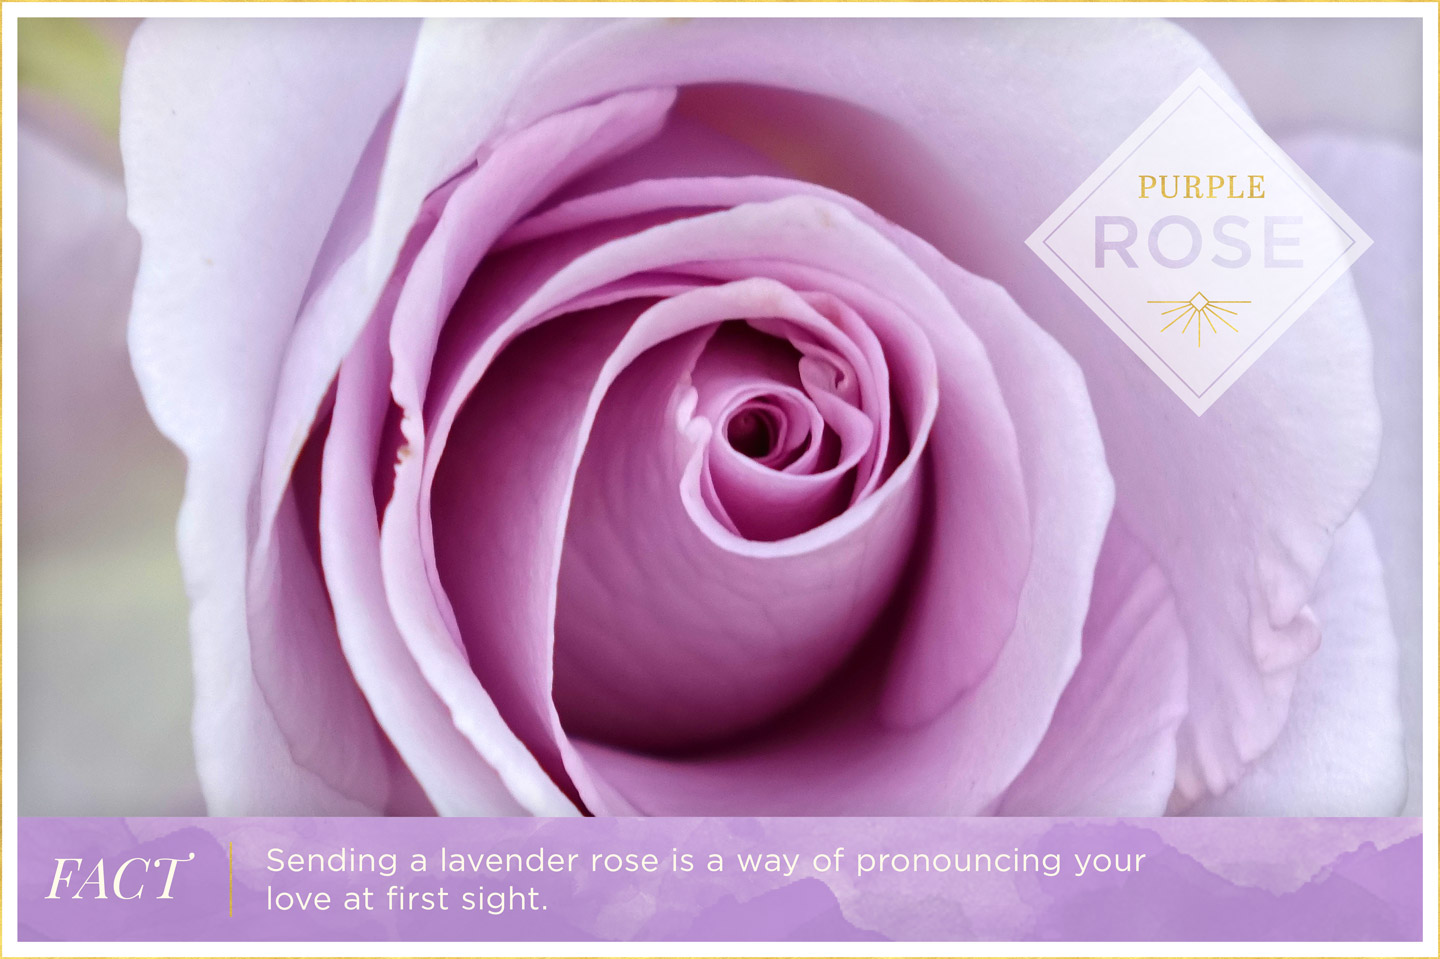 PURPLE
ROSE
FACT
Sending a lavender rose is a way of pronouncing your
love at first sight.